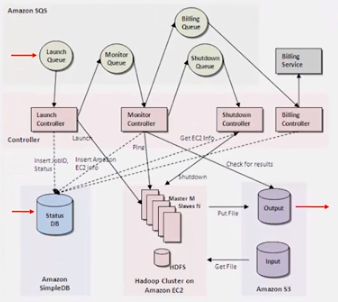 Amazon SQS
Launch
Queue
Monitor
Queue
Billing
Queue
Shutdown
Queue
Billing
Service
Launch
Controller
Monitor
Controller
Shutdown
Controller
Billing
Controller
Controller
Launch
Ping
Get EC2 Info
Insert JobID,
Status
Insert Amazon
EC2 info
Shutdown
Check for results
Status
DB
Master M
Slaves N
Put File
Output
HDFS
Get File
Input
Amazon
SimpleDB
Hadoop Cluster on
Amazon EC2
Amazon S3